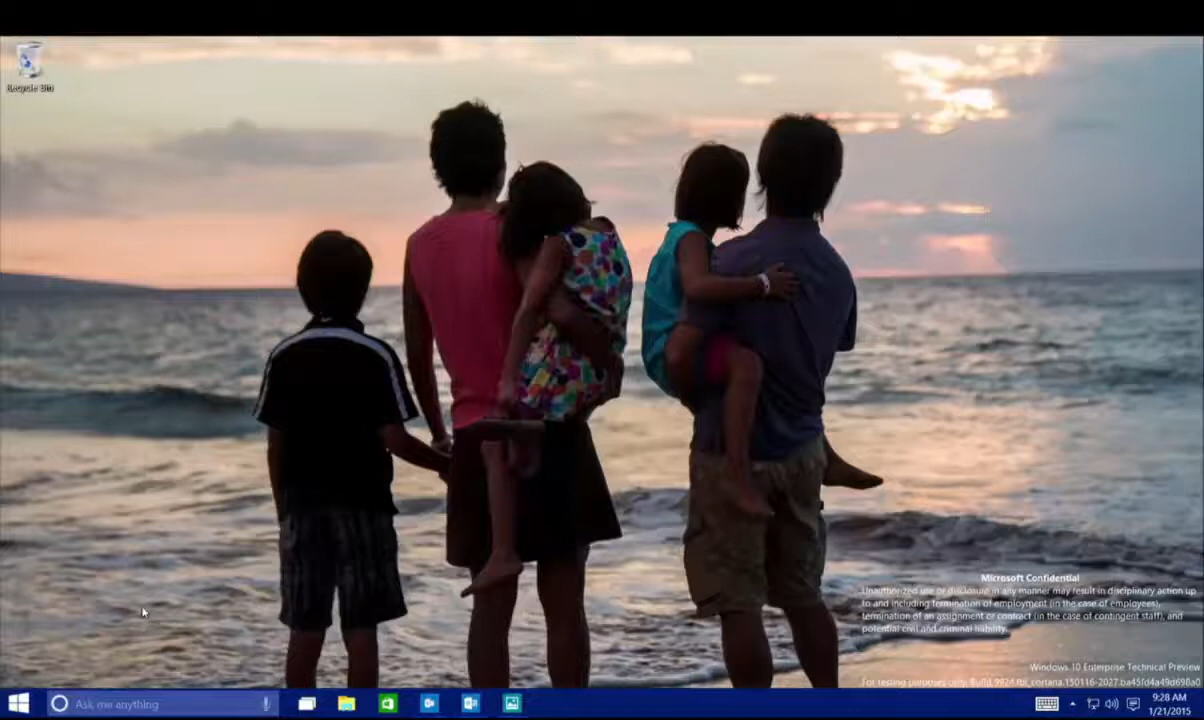 Recycle Bin
Microsoft Confidential
Unauthorized use or disclosure in any manner may result in disciplinary action up
to and including termination of employment (in the case of employees),
termination of an assignment or contract (in the case of contingent staff), and
potential civil and criminal liability.
Windows 10 Enterprise Technical Preview
For testing purposes only. Build 9924.fbl_cortana.150116-2027.ba45fd4a49d698a0
Ask me anything
9:28 AM
1/21/2015